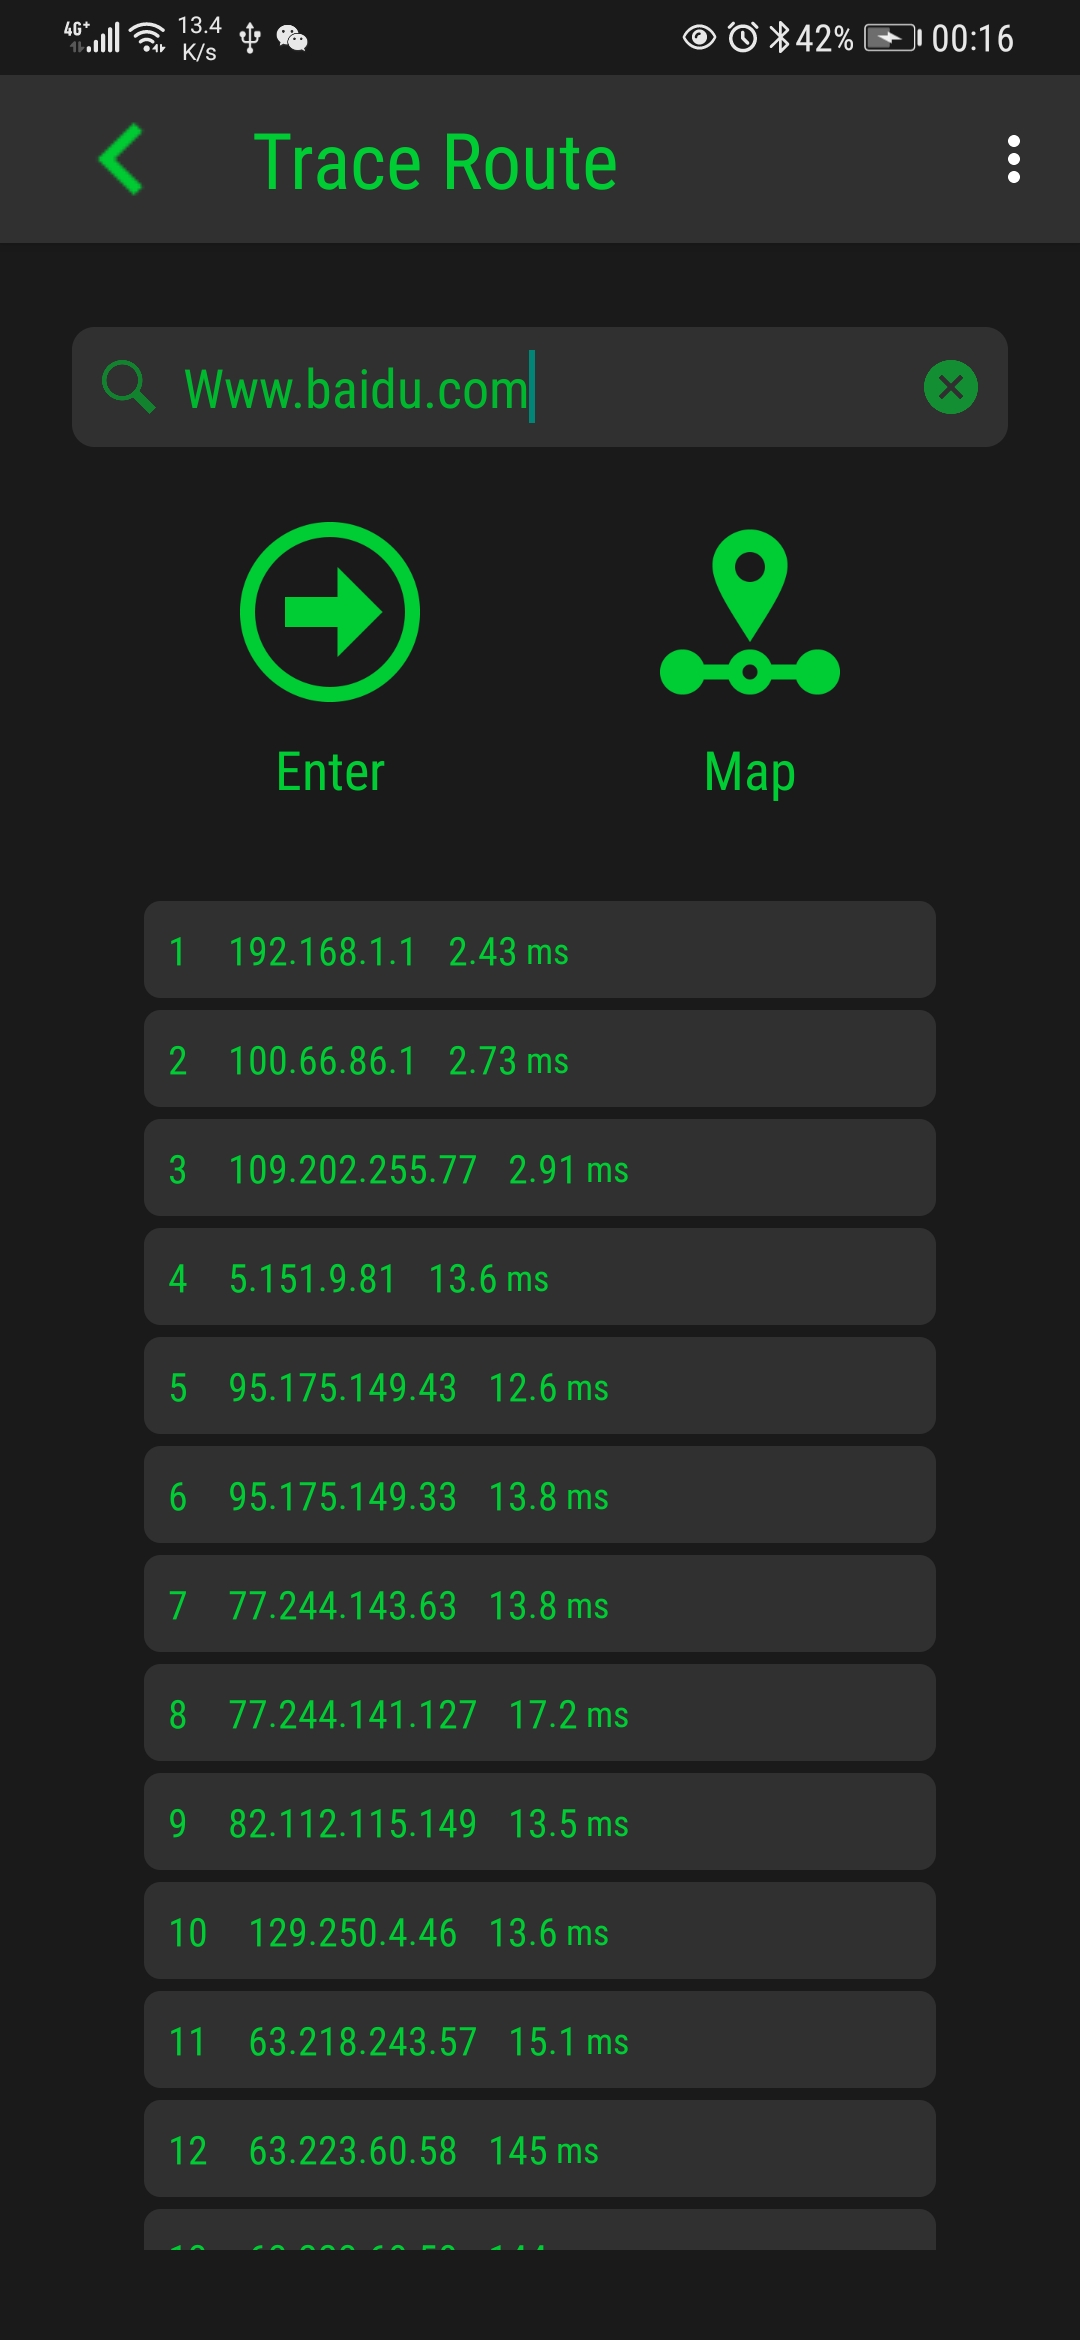 4G+ 13.4 K/s 42% 00:16
Trace Route
Www.baidu.com
Enter Map
1 192.168.1.1 2.43 ms
2 100.66.86.1 2.73 ms
3 109.202.255.77 2.91 ms
4 5.151.9.81 13.6 ms
5 95.175.149.43 12.6 ms
6 95.175.149.33 13.8 ms
7 77.244.143.63 13.8 ms
8 77.244.141.127 17.2 ms
9 82.112.115.149 13.5 ms
10 129.250.4.46 13.6 ms
11 63.218.243.57 15.1 ms
12 63.223.60.58 145 ms